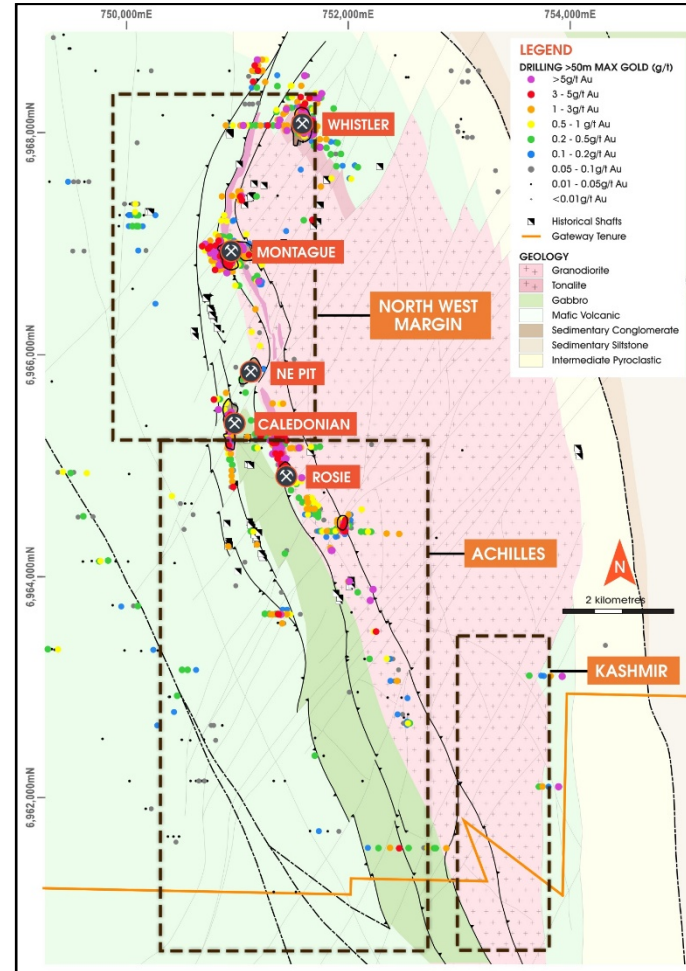 750,000mE
752,000mE
754,000mE
6,968,000mN
6,966,000mN
6,964,000mN
6,962,000mN
LEGEND
DRILLING >50m MAX GOLD (g/t)
>5g/t Au
3 - 5g/t Au
1 - 3g/t Au
0.5 - 1 g/t Au
0.2 - 0.5g/t Au
0.1 - 0.2g/t Au
0.05 - 0.1g/t Au
0.01 - 0.05g/t Au
<0.01g/t Au
Historical Shafts
Gateway Tenure
GEOLOGY
Granodiorite
Tonalite
Gabbro
Mafic Volcanic
Sedimentary Conglomerate
Sedimentary Siltstone
Intermediate Pyroclastic
WHISTLER
MONTAGUE
NORTH WEST
MARGIN
NE PIT
CALEDONIAN
ROSIE
ACHILLES
N
2 kilometres
KASHMIR